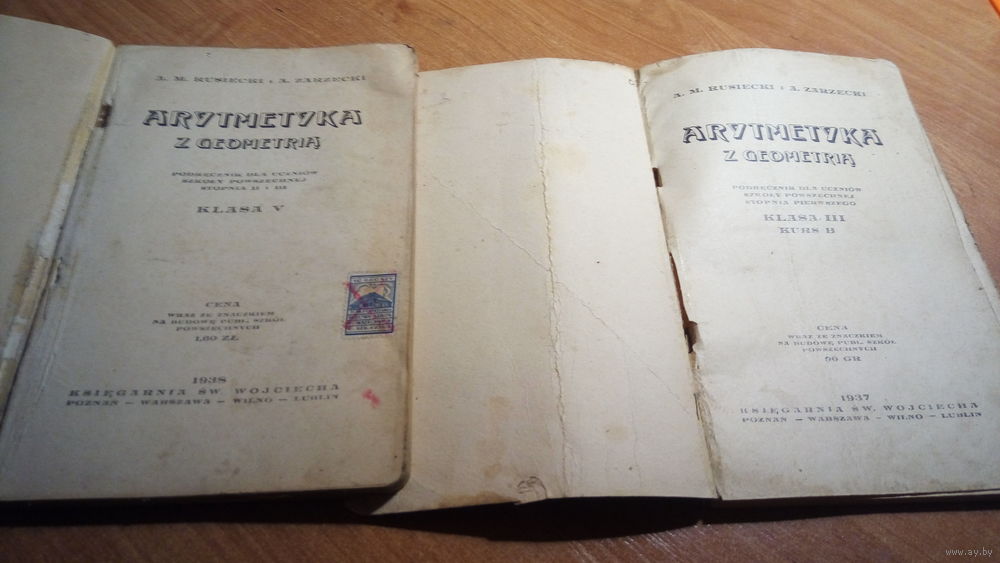 A. M. RUSIECKI I A. ZARZECKI
ARYTMETYKA
Z GEOMETRIĄ
PODRĘCZNIK DLA UCZNIÓW
SZKOŁY POWSZECHNEJ
STOPNIA II I III
KLASA V
CENA
WRAZ ZE ZNACZKIEM
NA BUDOWĘ PUBL. SZKÓŁ
POWSZECHNYCH
1,80 ZŁ
1938
KSIĘGARNIA ŚW. WOJCIECHA
POZNAŃ — WARSZAWA — WILNO — LUBLIN
A. M. RUSIECKI I A. ZARZECKI
ARYTMETYKA
Z GEOMETRIĄ
PODRĘCZNIK DLA UCZNIÓW
SZKOŁY POWSZECHNEJ
STOPNIA PIERWSZEGO
KLASA III
KURS B
CENA
WRAZ ZE ZNACZKIEM
NA BUDOWĘ PUBL. SZKÓŁ
POWSZECHNYCH
90 GR
1937
KSIĘGARNIA ŚW. WOJCIECHA
POZNAŃ — WARSZAWA — WILNO — LUBLIN
www.ay.by